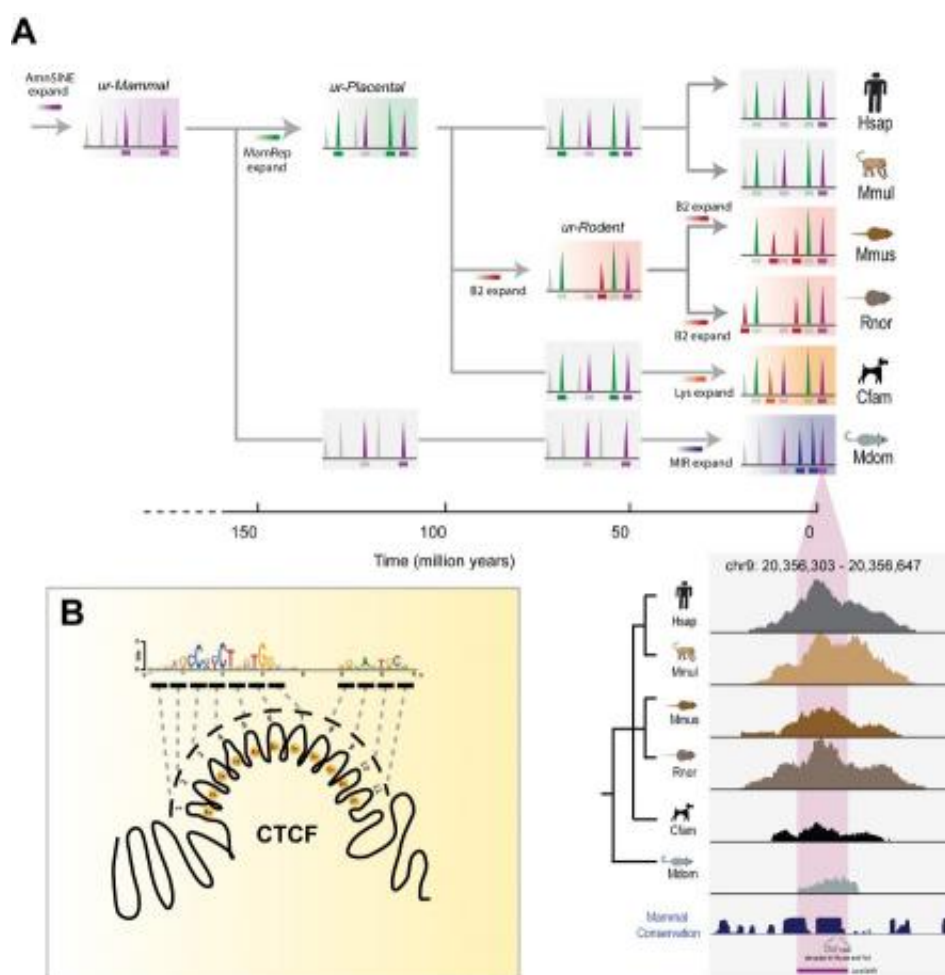 A
AmnSINE
expand
ur-Mammal
MamRep
expand
ur-Placental
B2 expand
ur-Rodent
B2 expand
B2 expand
Lys expand
MIR expand
Hsap
Mmul
Mmus
Rnor
Cfam
Mdom
150
100
50
0
Time (million years)
B
CTCF
chr9: 20,356,303 - 20,356,647
Hsap
Mmul
Mmus
Rnor
Cfam
Mdom
Mammal
Conservation